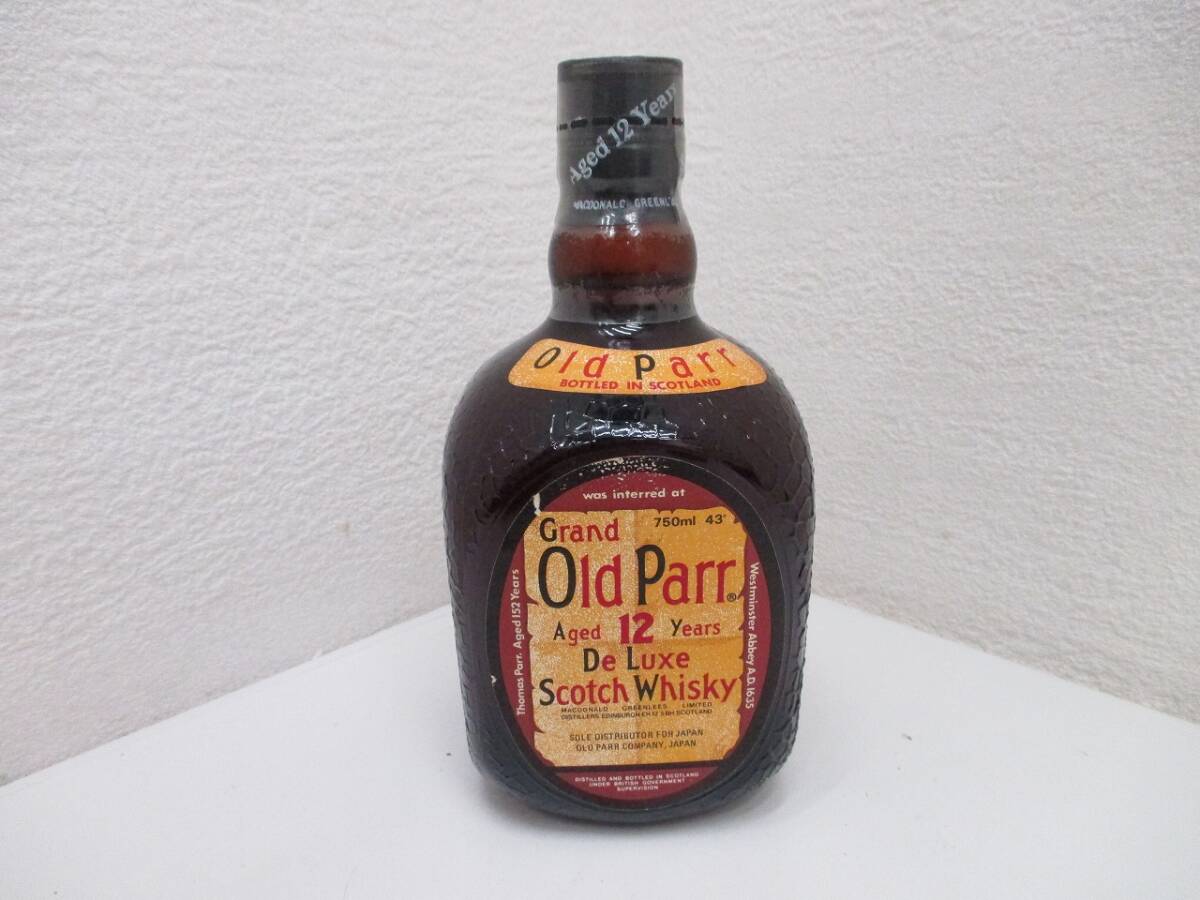 Aged 12 Years
MACDONALD GREENL
Old Parr
BOTTLED IN SCOTLAND
was interred at
Grand
750ml 43°
Old Parr®
Aged 12 Years
De Luxe
Scotch Whisky
MACDONALD GREENLEES LIMITED
DISTILLERS EDINBURGH SCOTLAND
SOLE DISTRIBUTOR FOR JAPAN
OLD PARR COMPANY, JAPAN
Thomas Parr. Aged 152 Years
Westminster Abbey A.D. 1635
DISTILLED AND BOTTLED IN SCOTLAND
UNDER BRITISH GOVERNMENT
SUPERVISION